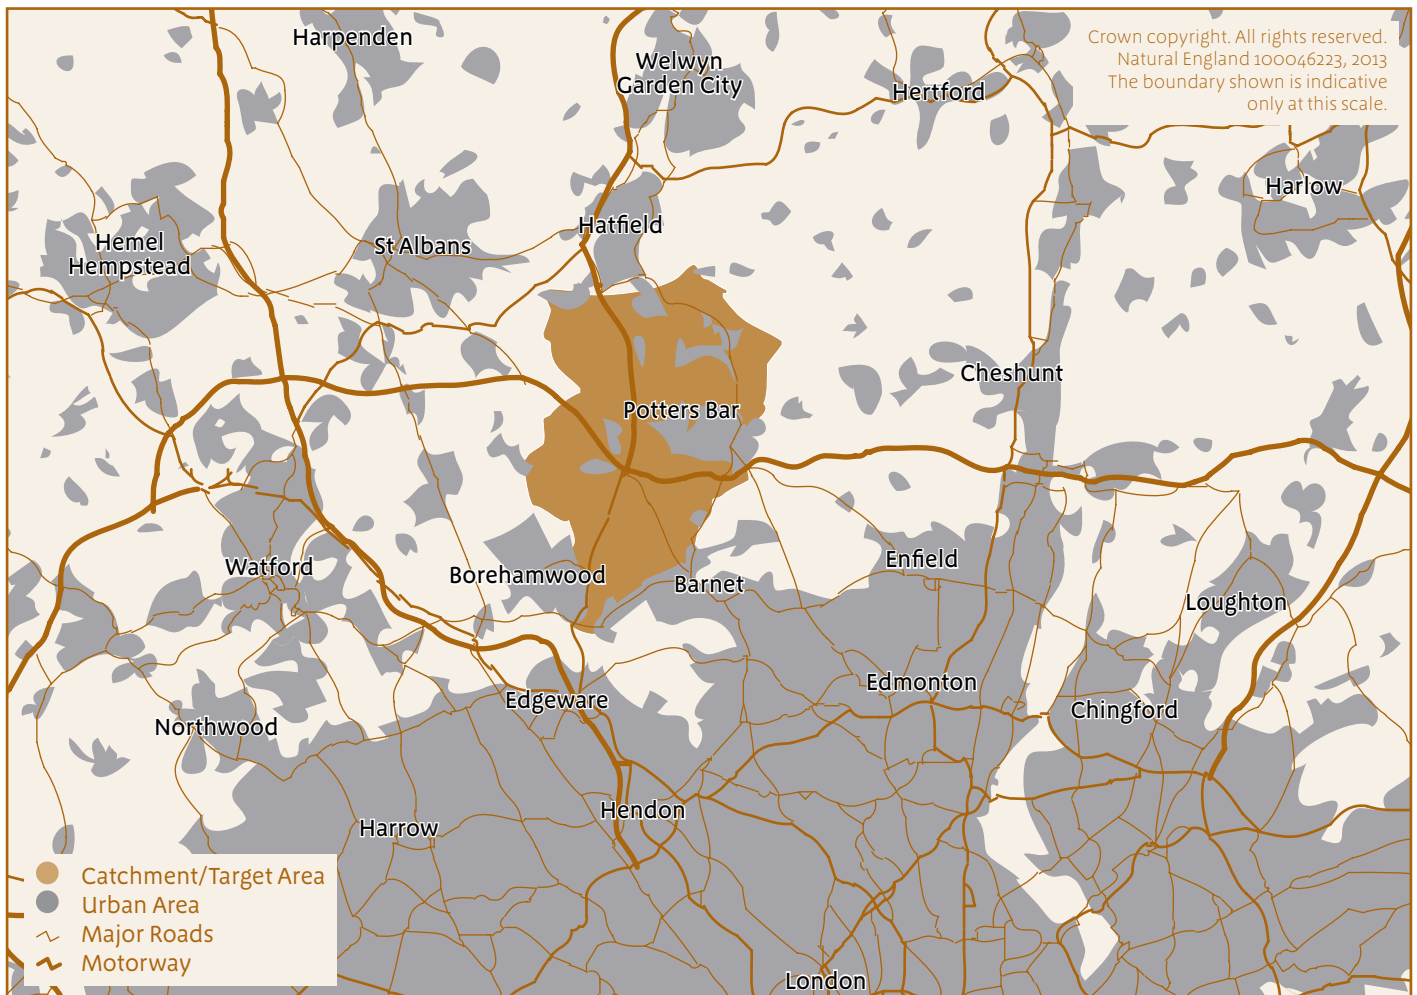 Harpenden
Welwyn
Garden City
Hertford
Crown copyright. All rights reserved.
Natural England 100046223, 2013
The boundary shown is indicative
only at this scale.
Harlow
Hatfield
Hemel
Hempstead
St Albans
Cheshunt
Potters Bar
Enfield
Watford
Borehamwood
Barnet
Loughton
Edmonton
Edgeware
Chingford
Northwood
Hendon
Harrow
Catchment/Target Area
Urban Area
Major Roads
Motorway
London